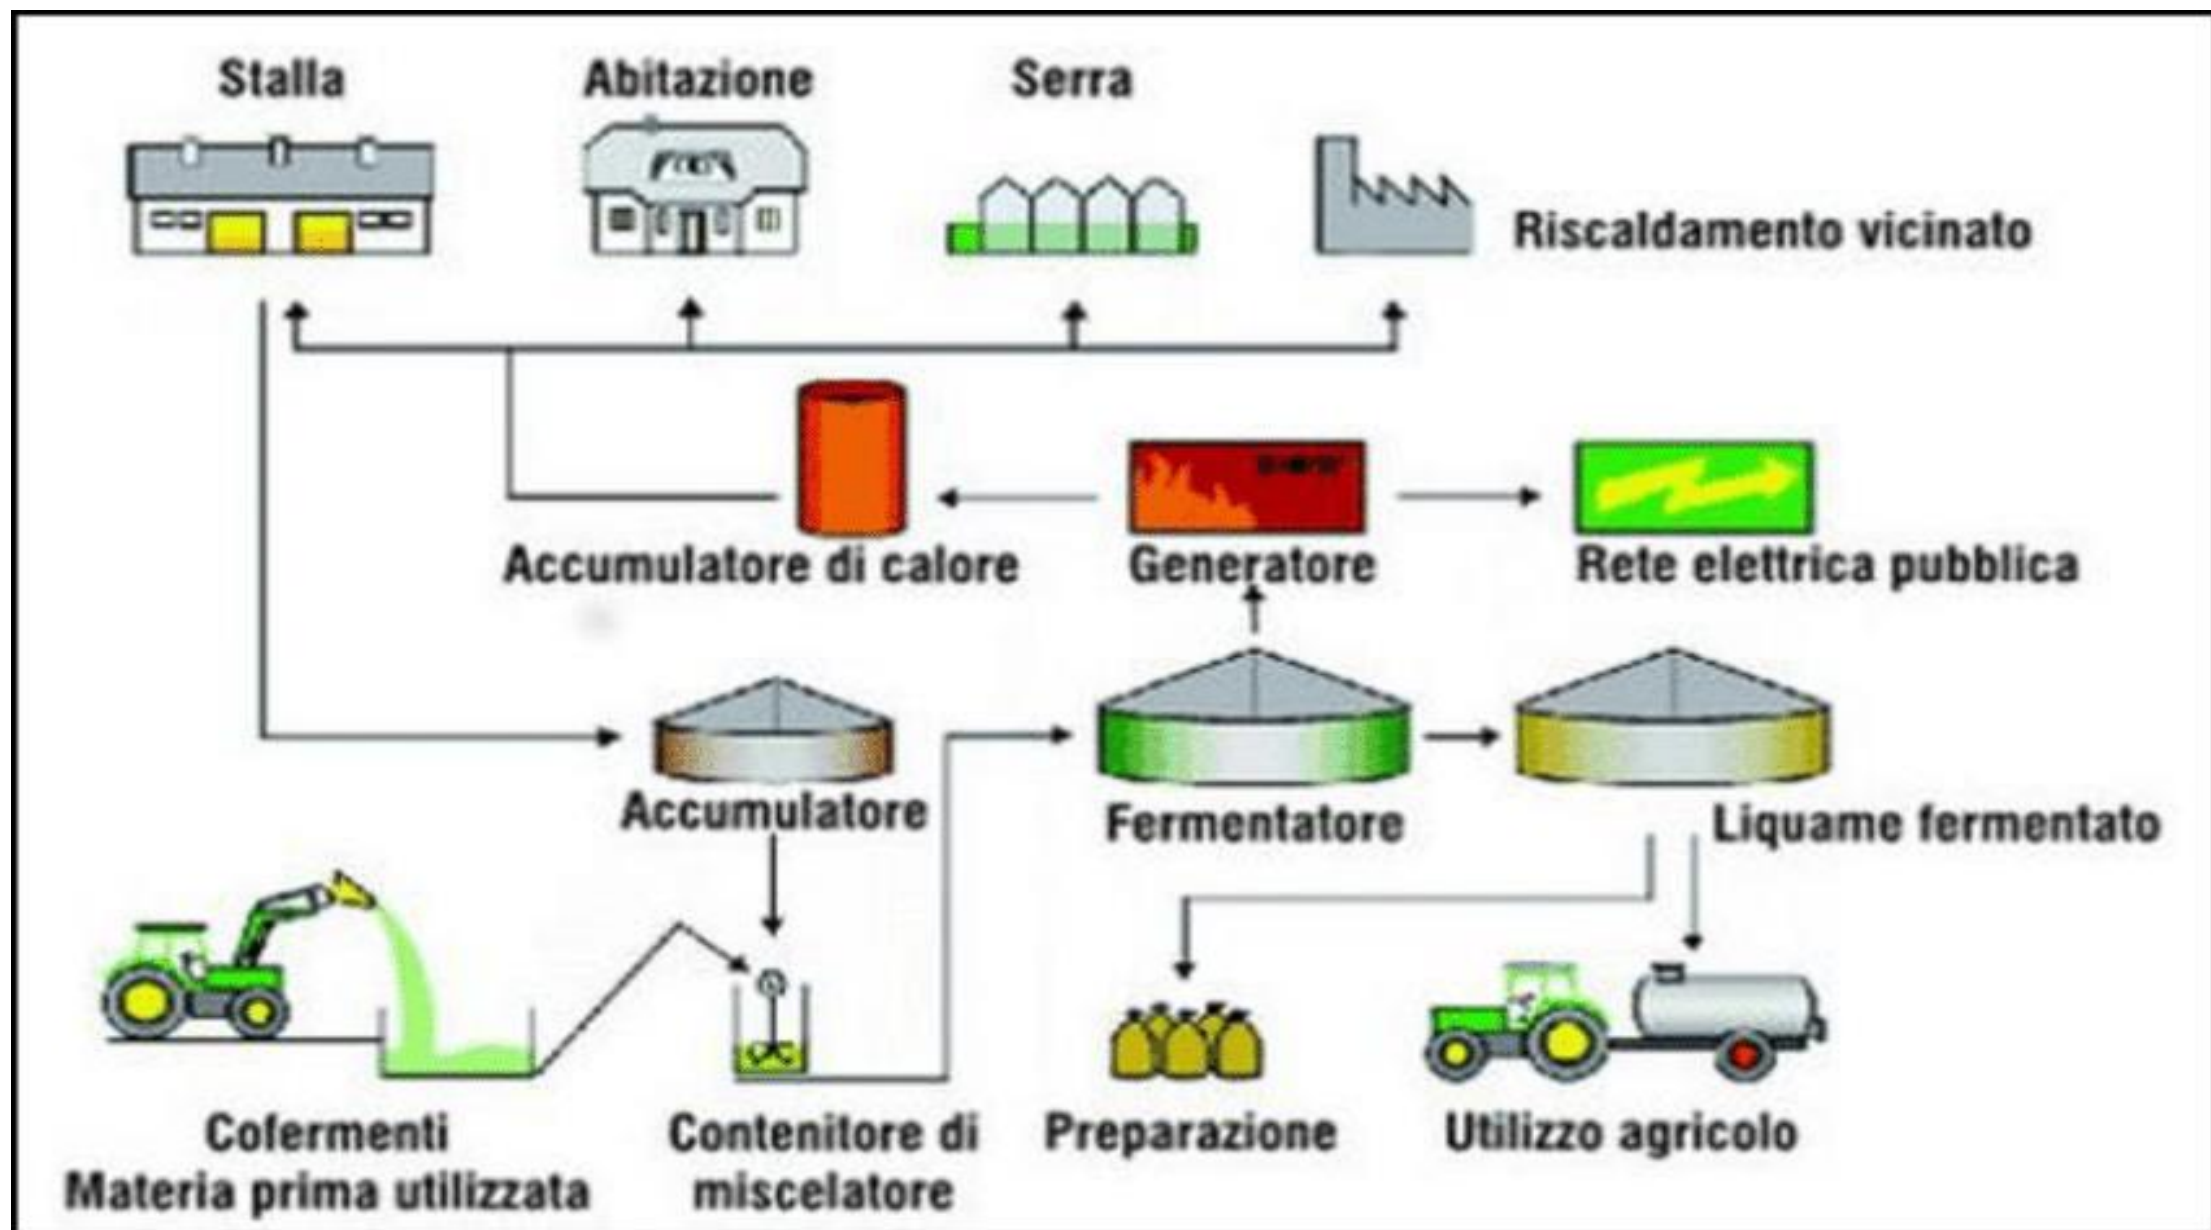 Stalla
Abitazione
Serra
Riscaldamento vicinato
Accumulatore di calore
Generatore
Rete elettrica pubblica
Accumulatore
Fermentatore
Liquame fermentato
Cofermenti
Materia prima utilizzata
Contenitore di
miscelatore
Preparazione
Utilizzo agricolo